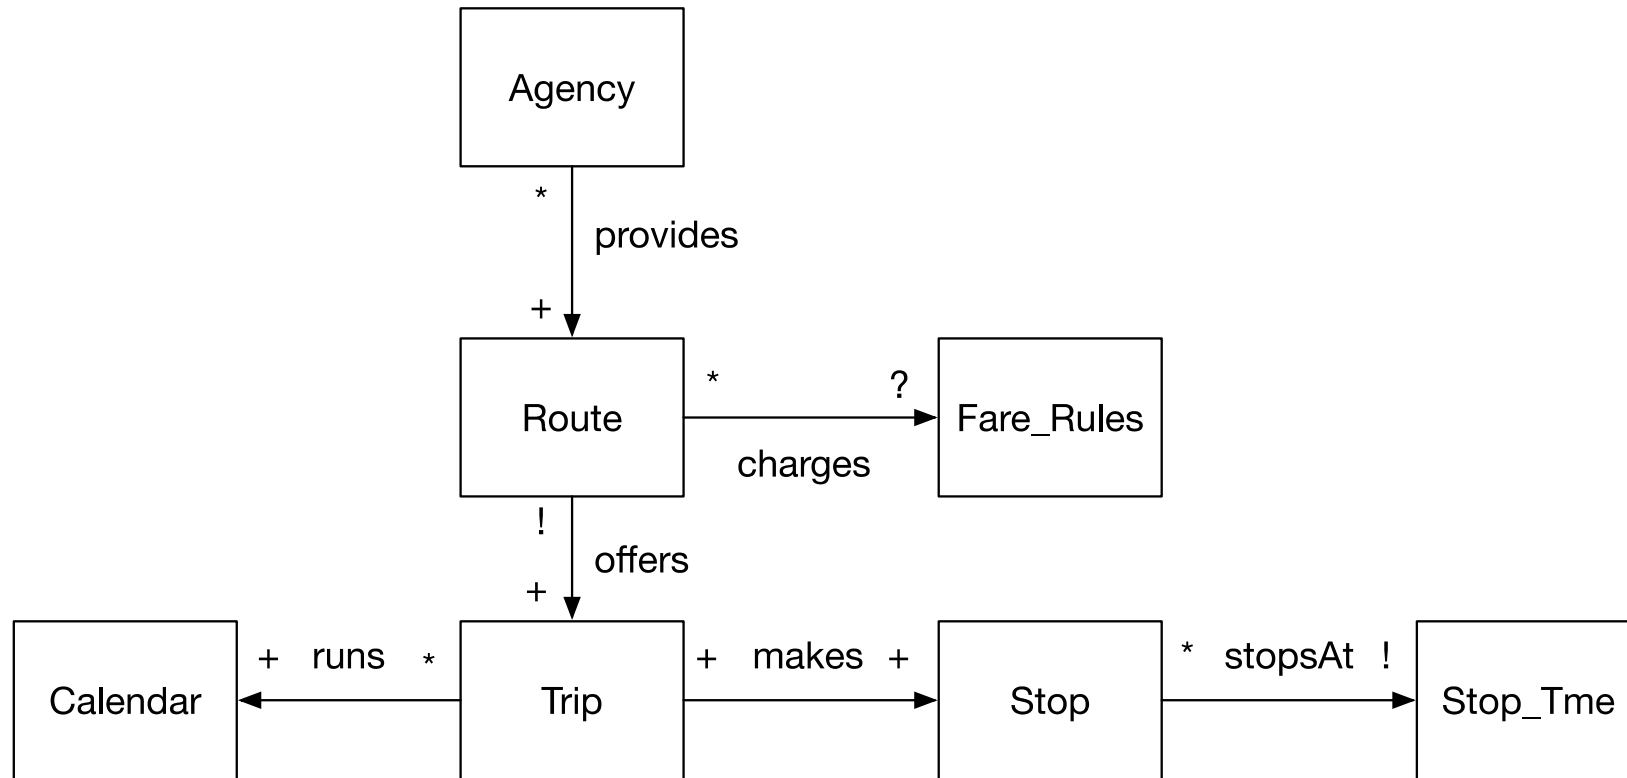 Agency
*
provides
+
Route
* ?
Fare_Rules
charges
!
offers
+
+ runs *
+ makes +
* stopsAt !
Calendar
Trip
Stop
Stop_Tme